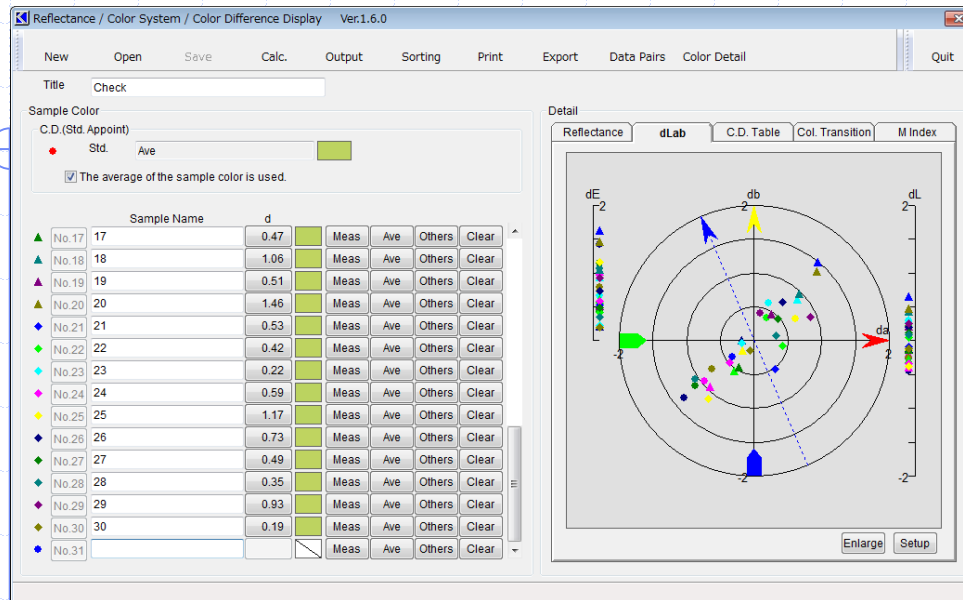 Reflectance / Color System / Color Difference Display Ver.1.6.0
New Open Save Calc. Output Sorting Print Export Data Pairs Color Detail Quit
Title Check
Sample Color
C.D.(Std. Appoint)
Std. Ave
The average of the sample color is used.
Sample Name d
No.17 17 0.47 Meas Ave Others Clear
No.18 18 1.06 Meas Ave Others Clear
No.19 19 0.51 Meas Ave Others Clear
No.20 20 1.46 Meas Ave Others Clear
No.21 21 0.53 Meas Ave Others Clear
No.22 22 0.42 Meas Ave Others Clear
No.23 23 0.22 Meas Ave Others Clear
No.24 24 0.59 Meas Ave Others Clear
No.25 25 1.17 Meas Ave Others Clear
No.26 26 0.73 Meas Ave Others Clear
No.27 27 0.49 Meas Ave Others Clear
No.28 28 0.35 Meas Ave Others Clear
No.29 29 0.93 Meas Ave Others Clear
No.30 30 0.19 Meas Ave Others Clear
No.31 Meas Ave Others Clear
Detail
Reflectance dLab C.D. Table Col. Transition M Index
dE db dL
2 2 2
da
-2 2
-2 -2
Enlarge Setup